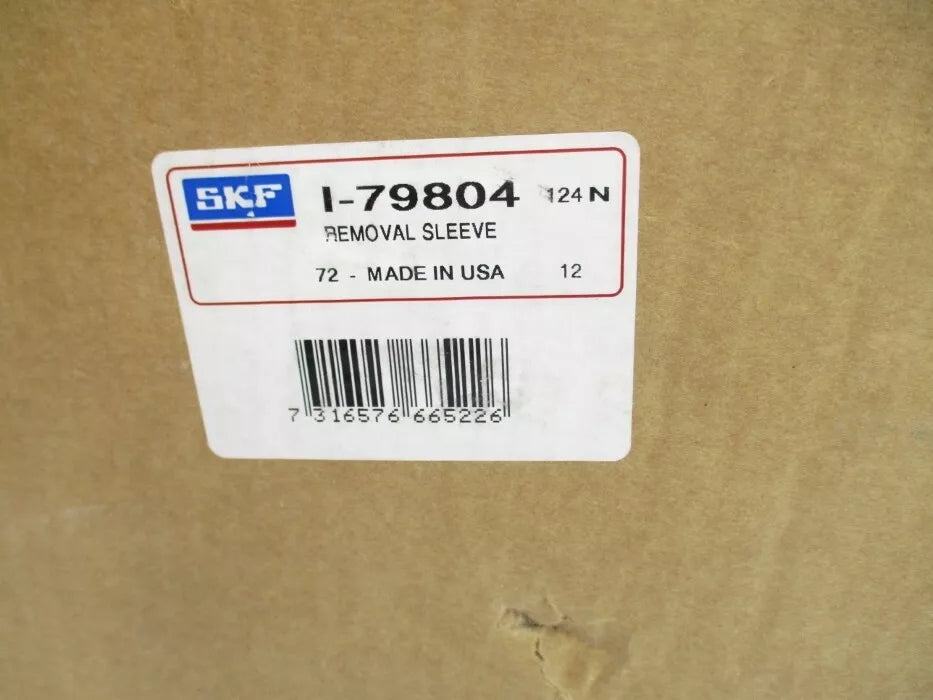 SKF I-79804 124 N
REMOVAL SLEEVE
72 - MADE IN USA 12
7 316576 665226